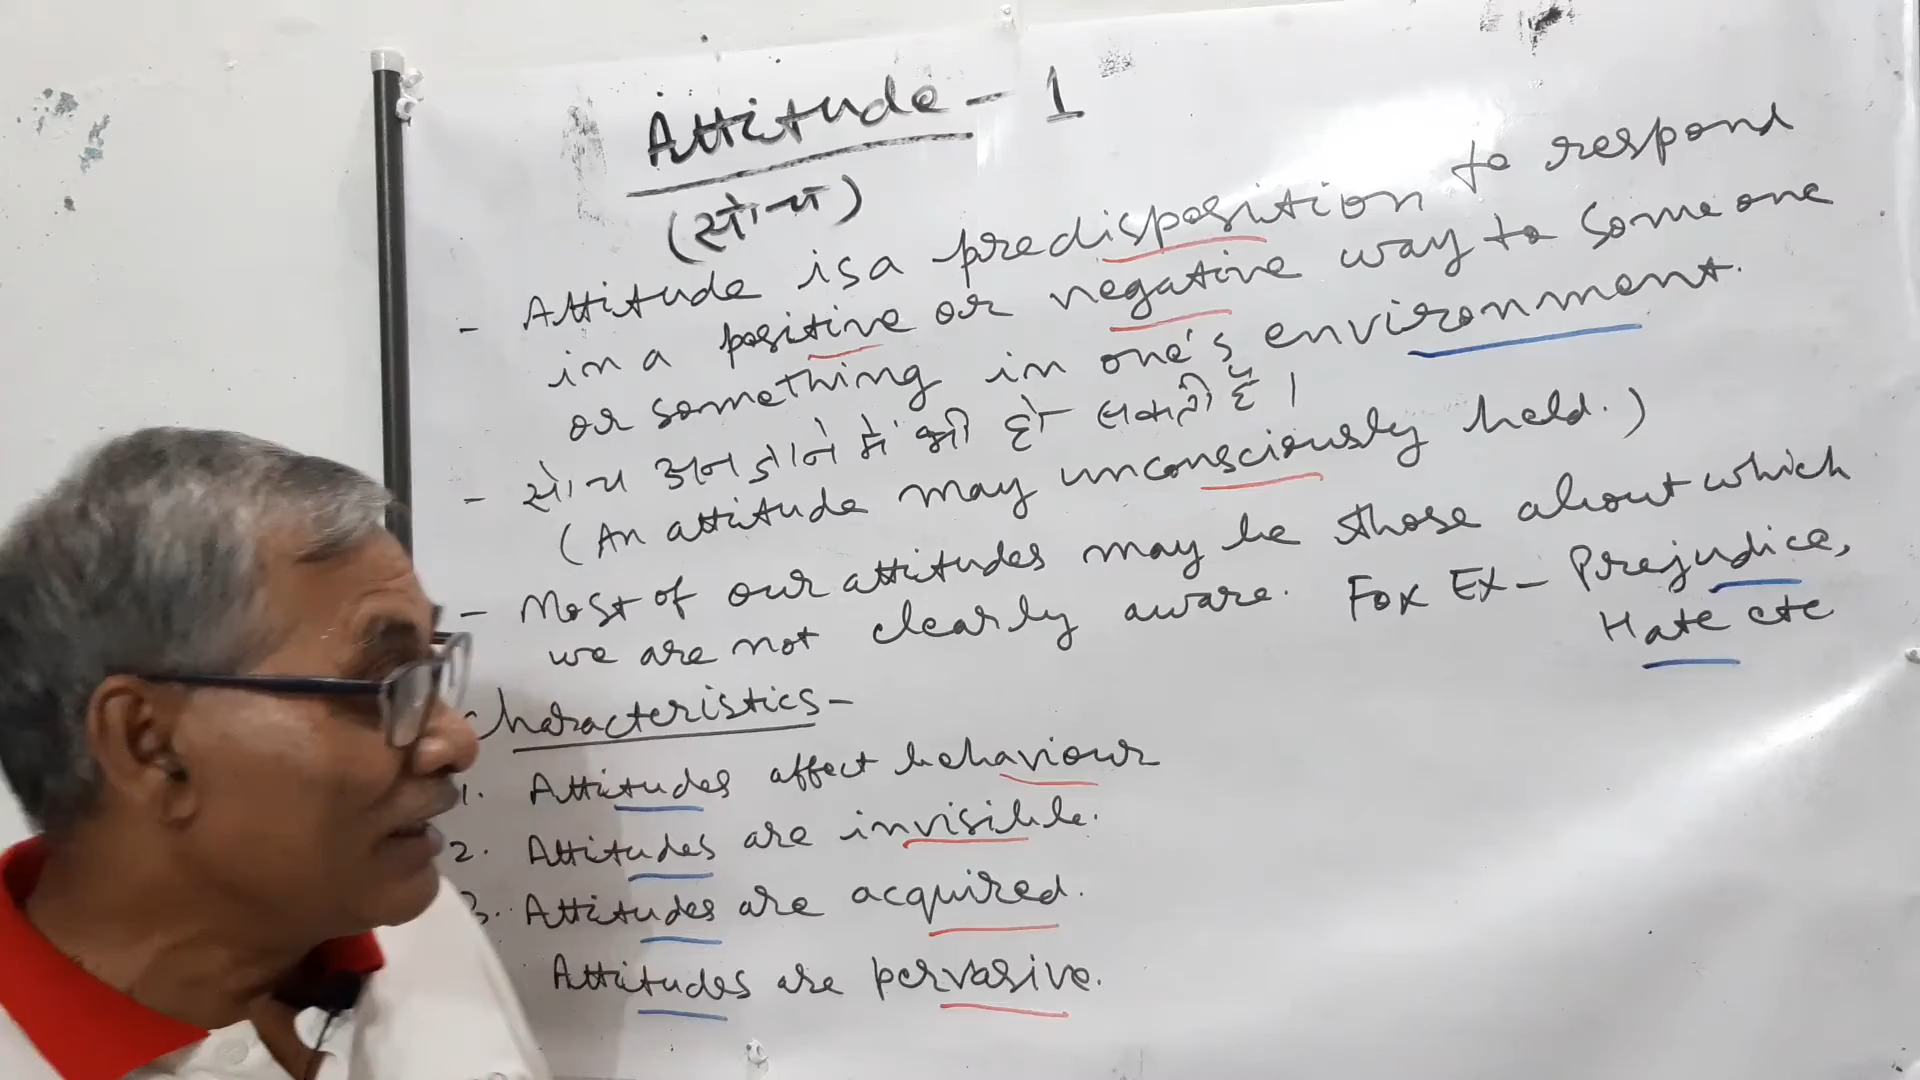 Attitude - 1
(सोच)
- Attitude is a predisposition to respond
in a positive or negative way to someone
or something in one's environment.
- सोच अनजाने में भी हो सकती है।
(An attitude may unconsciously held.)
- Most of our attitudes may be those about which
we are not clearly aware. For Ex - Prejudice,
Hate etc
Characteristics-
1. Attitudes affect behaviour
2. Attitudes are invisible.
3. Attitudes are acquired.
Attitudes are pervasive.